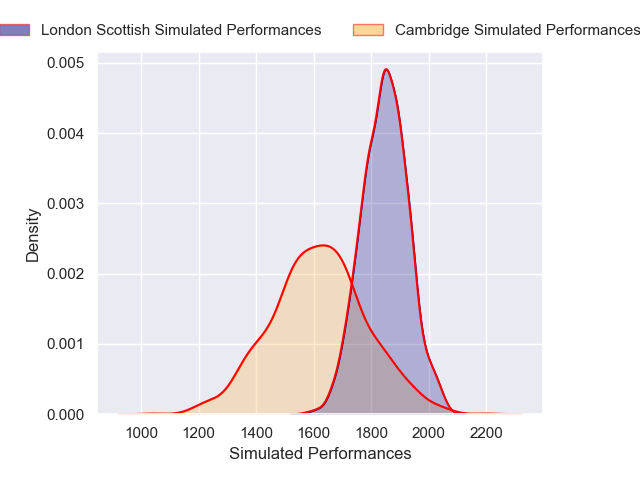 London Scottish Simulated Performances Cambridge Simulated Performances
0.005
0.004
0.003
0.002
0.001
0.000
Density
1000 1200 1400 1600 1800 2000 2200
Simulated Performances